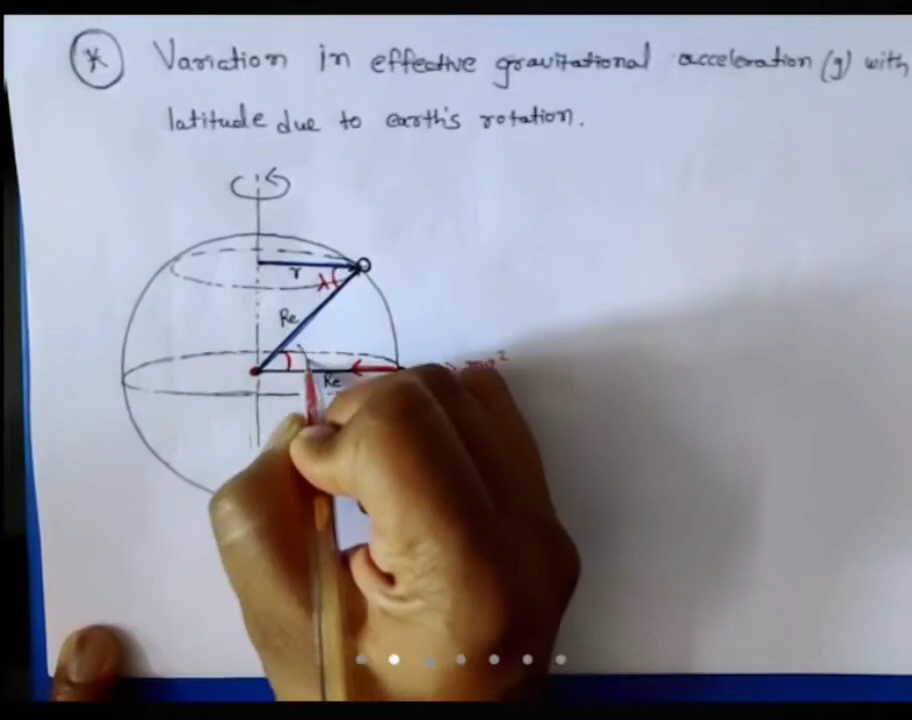 * Variation in effective gravitational acceleration (g) with
latitude due to earth's rotation.
r
λ
Re
Re